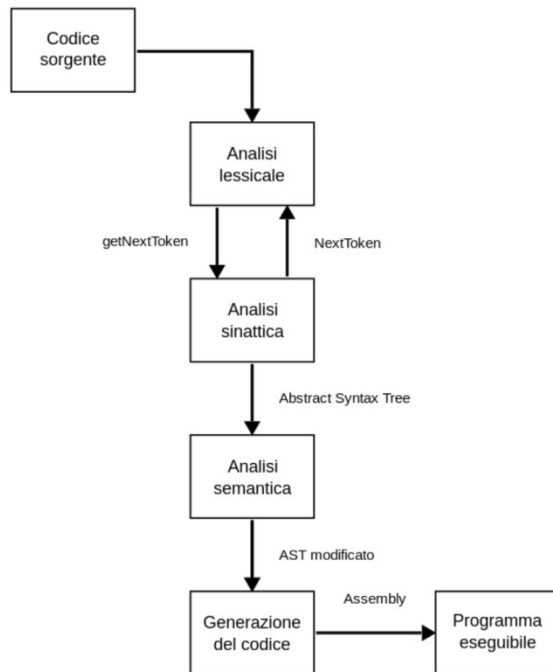 Codice
sorgente
Analisi
lessicale
getNextToken
NextToken
Analisi
sinattica
Abstract Syntax Tree
Analisi
semantica
AST modificato
Generazione
del codice
Assembly
Programma
eseguibile